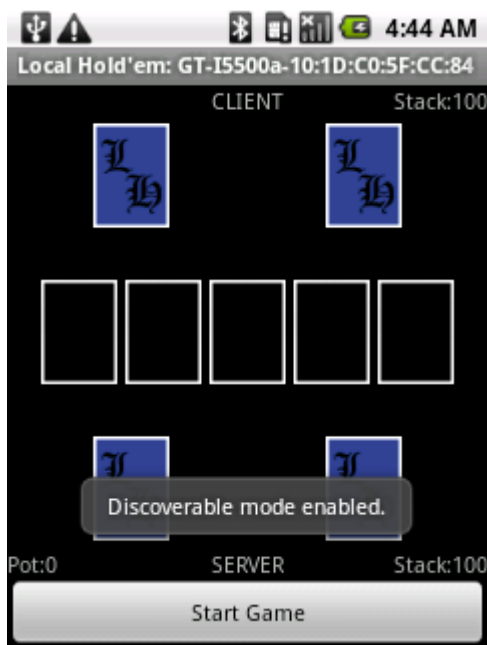 4:44 AM
Local Hold'em: GT-I5500a-10:1D:C0:5F:CC:84
CLIENT Stack:100
L H L H
L L
Discoverable mode enabled.
Pot:0 SERVER Stack:100
Start Game